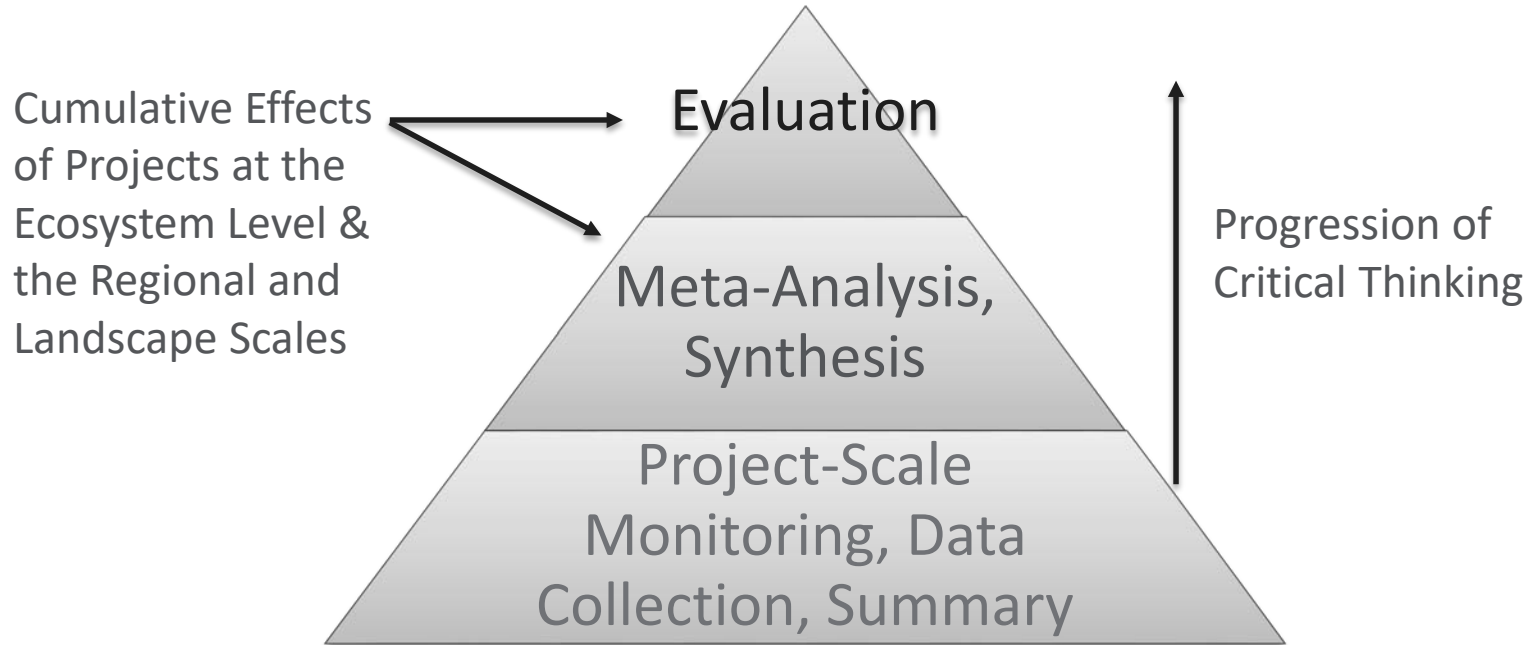 Cumulative Effects
of Projects at the
Ecosystem Level &
the Regional and
Landscape Scales
Evaluation
Meta-Analysis,
Synthesis
Project-Scale
Monitoring, Data
Collection, Summary
Progression of
Critical Thinking